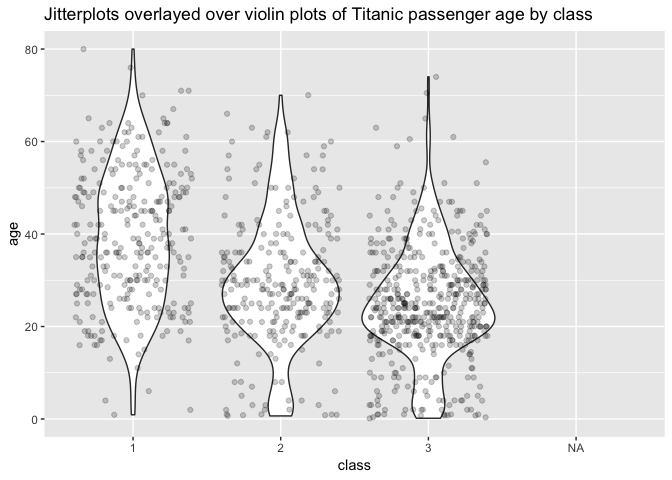 Jitterplots overlayed over violin plots of Titanic passenger age by class
80
60
40
20
0
age
1 2 3 NA
class